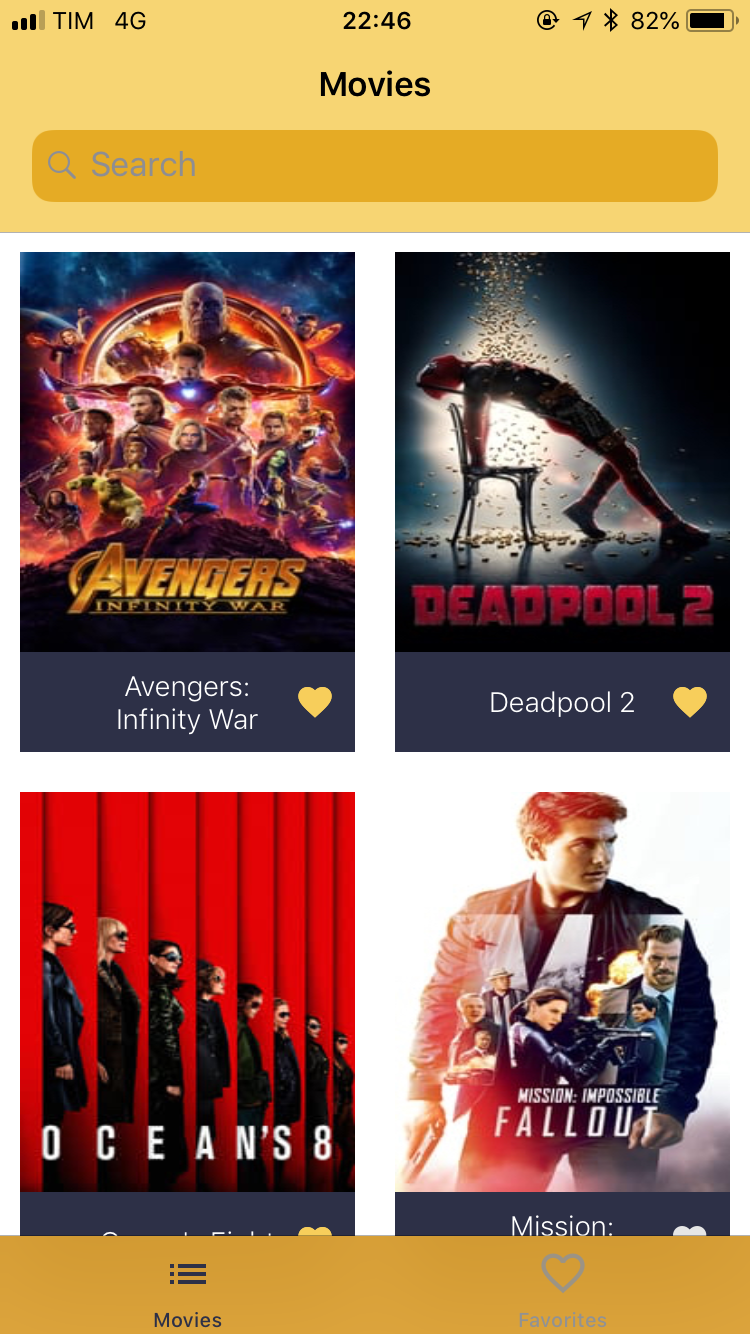 TIM 4G 22:46 82%
Movies
Search
AVENGERS
INFINITY WAR
DEADPOOL 2
Avengers:
Infinity War
Deadpool 2
OCEAN'S 8
MISSION: IMPOSSIBLE
FALLOUT
Mission:
Movies
Favorites